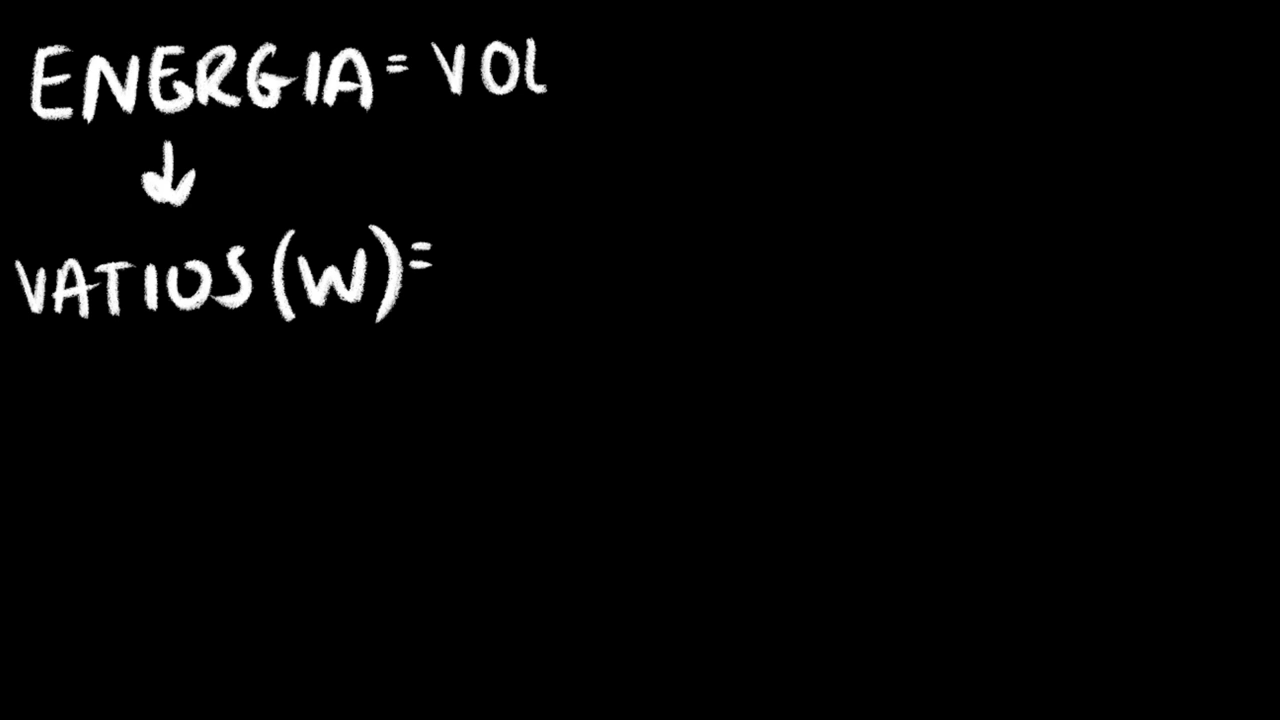 ENERGIA = VOL
↓
VATIOS (W) =